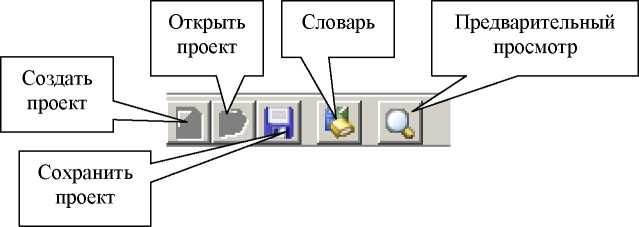 Открыть
проект
Словарь
Предварительный
просмотр
Создать
проект
Сохранить
проект